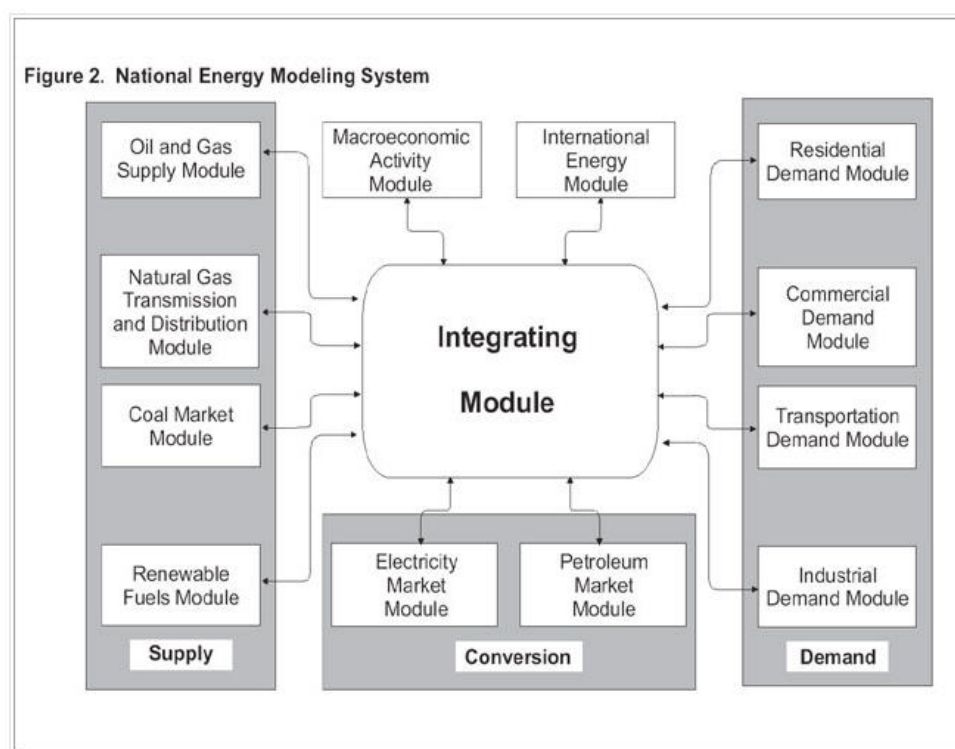 Figure 2. National Energy Modeling System
Oil and Gas
Supply Module
Natural Gas
Transmission
and Distribution
Module
Coal Market
Module
Renewable
Fuels Module
Supply
Macroeconomic
Activity
Module
International
Energy
Module
Integrating
Module
Electricity
Market
Module
Petroleum
Market
Module
Conversion
Residential
Demand Module
Commercial
Demand
Module
Transportation
Demand Module
Industrial
Demand Module
Demand